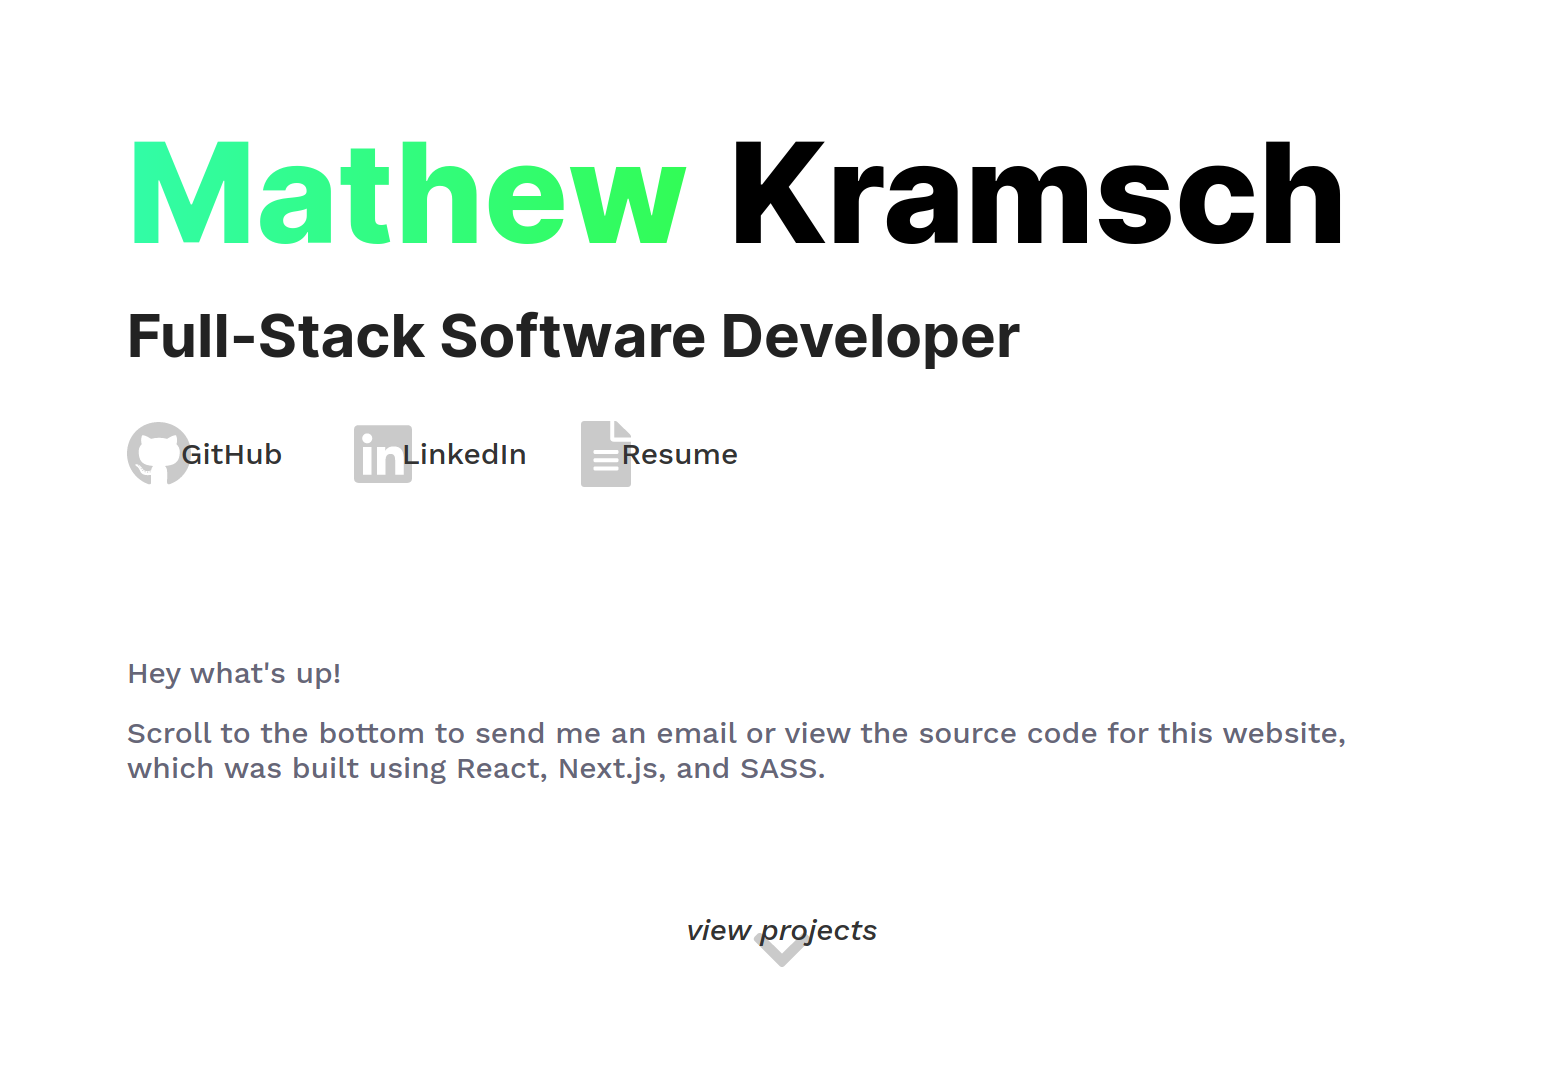 Mathew Kramsch
Full-Stack Software Developer
GitHub LinkedIn Resume
Hey what's up!
Scroll to the bottom to send me an email or view the source code for this website,
which was built using React, Next.js, and SASS.
view projects